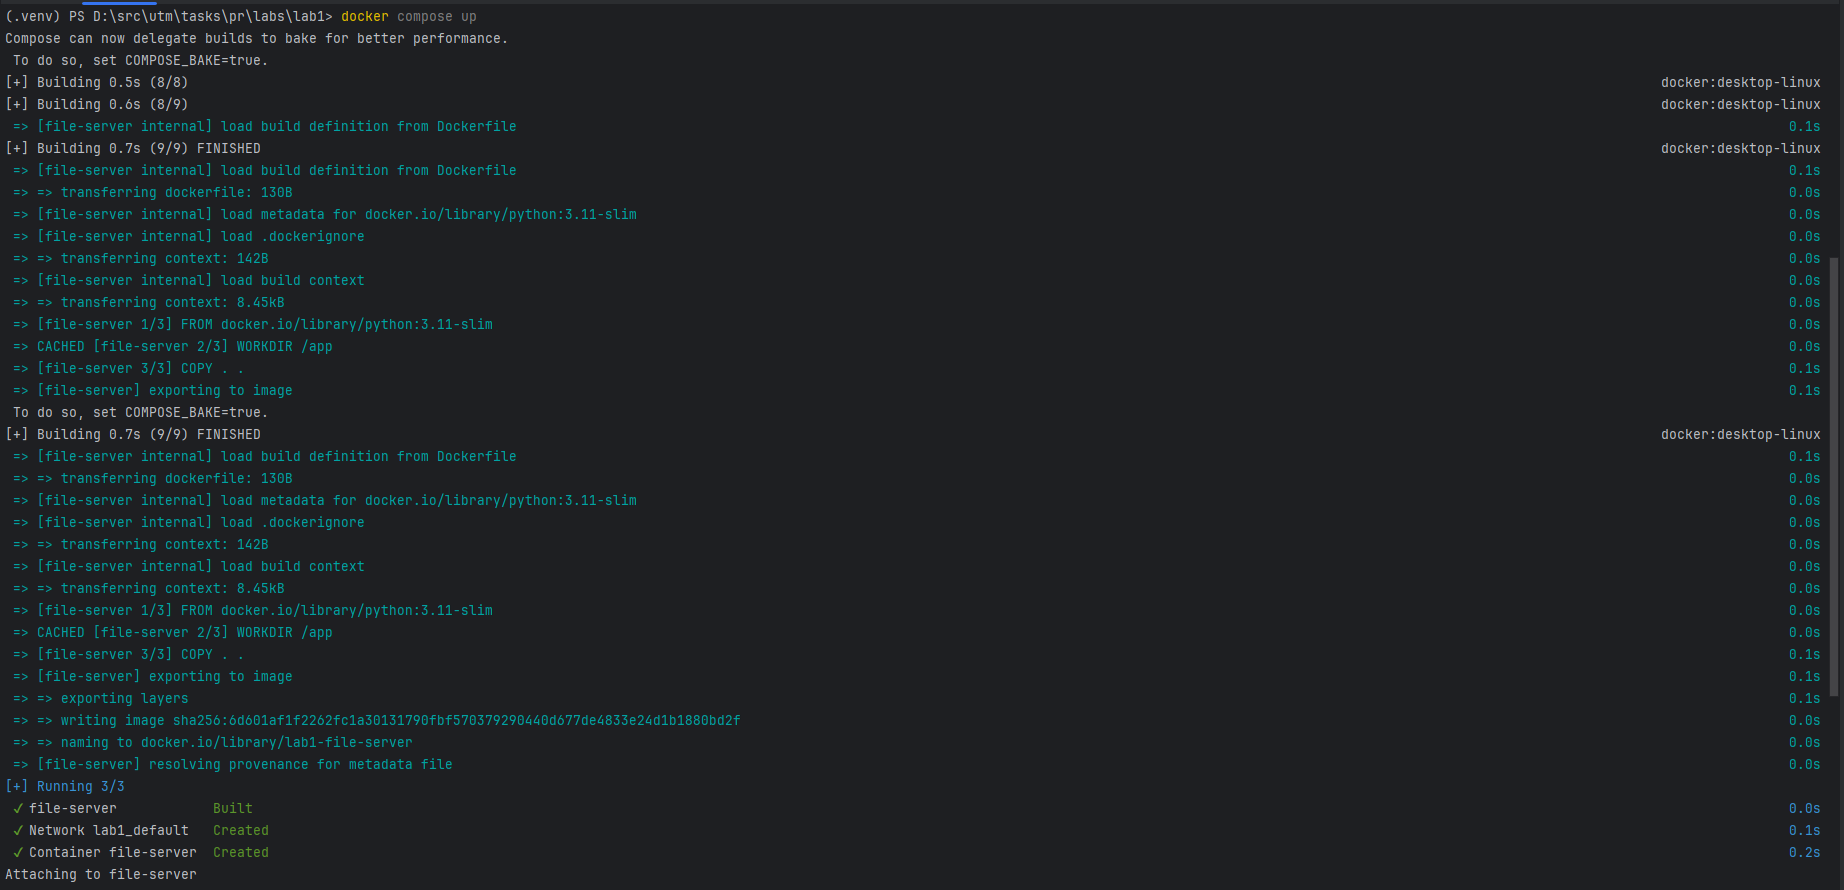 (.venv) PS D:\src\utm\tasks\pr\labs\lab1> docker compose up
Compose can now delegate builds to bake for better performance.
 To do so, set COMPOSE_BAKE=true.
[+] Building 0.5s (8/8) docker:desktop-linux
[+] Building 0.6s (8/9) docker:desktop-linux
 => [file-server internal] load build definition from Dockerfile 0.1s
[+] Building 0.7s (9/9) FINISHED docker:desktop-linux
 => [file-server internal] load build definition from Dockerfile 0.1s
 => => transferring dockerfile: 130B 0.0s
 => [file-server internal] load metadata for docker.io/library/python:3.11-slim 0.0s
 => [file-server internal] load .dockerignore 0.0s
 => => transferring context: 142B 0.0s
 => [file-server internal] load build context 0.0s
 => => transferring context: 8.45kB 0.0s
 => [file-server 1/3] FROM docker.io/library/python:3.11-slim 0.0s
 => CACHED [file-server 2/3] WORKDIR /app 0.0s
 => [file-server 3/3] COPY . . 0.1s
 => [file-server] exporting to image 0.1s
 To do so, set COMPOSE_BAKE=true.
[+] Building 0.7s (9/9) FINISHED docker:desktop-linux
 => [file-server internal] load build definition from Dockerfile 0.1s
 => => transferring dockerfile: 130B 0.0s
 => [file-server internal] load metadata for docker.io/library/python:3.11-slim 0.0s
 => [file-server internal] load .dockerignore 0.0s
 => => transferring context: 142B 0.0s
 => [file-server internal] load build context 0.0s
 => => transferring context: 8.45kB 0.0s
 => [file-server 1/3] FROM docker.io/library/python:3.11-slim 0.0s
 => CACHED [file-server 2/3] WORKDIR /app 0.0s
 => [file-server 3/3] COPY . . 0.1s
 => [file-server] exporting to image 0.1s
 => => exporting layers 0.1s
 => => writing image sha256:6d601af1f2262fc1a30131790fbf570379290440d677de4833e24d1b1880bd2f 0.0s
 => => naming to docker.io/library/lab1-file-server 0.0s
 => [file-server] resolving provenance for metadata file 0.0s
[+] Running 3/3
 ✓ file-server Built 0.0s
 ✓ Network lab1_default Created 0.1s
 ✓ Container file-server Created 0.2s
Attaching to file-server